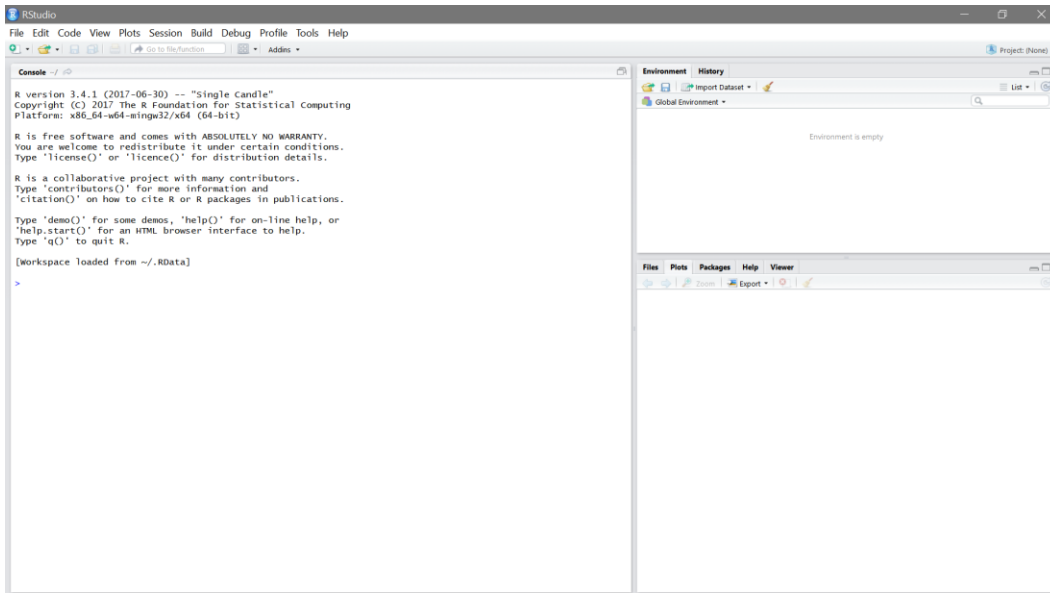 RStudio
File Edit Code View Plots Session Build Debug Profile Tools Help
Go to file/function Addins Project: (None)
Console ~/
R version 3.4.1 (2017-06-30) -- "Single Candle"
Copyright (C) 2017 The R Foundation for Statistical Computing
Platform: x86_64-w64-mingw32/x64 (64-bit)
R is free software and comes with ABSOLUTELY NO WARRANTY.
You are welcome to redistribute it under certain conditions.
Type 'license()' or 'licence()' for distribution details.
R is a collaborative project with many contributors.
Type 'contributors()' for more information and
'citation()' on how to cite R or R packages in publications.
Type 'demo()' for some demos, 'help()' for on-line help, or
'help.start()' for an HTML browser interface to help.
Type 'q()' to quit R.
[Workspace loaded from ~/.RData]
>
Environment History
Import Dataset List
Global Environment
Environment is empty
Files Plots Packages Help Viewer
Zoom Export